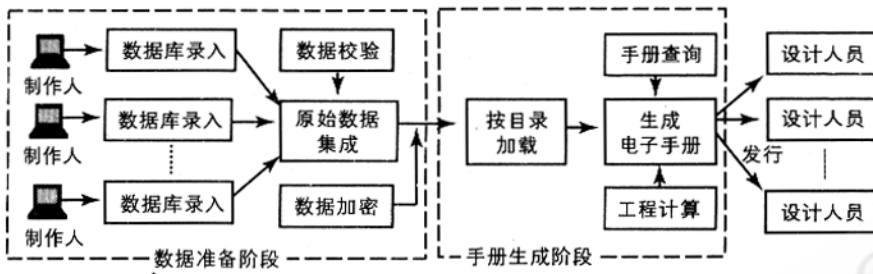 制作人
数据库录入
制作人
数据库录入
制作人
数据库录入
数据校验
原始数据
集成
数据加密
数据准备阶段
按目录
加载
手册查询
生成
电子手册
工程计算
手册生成阶段
发行
设计人员
设计人员
设计人员